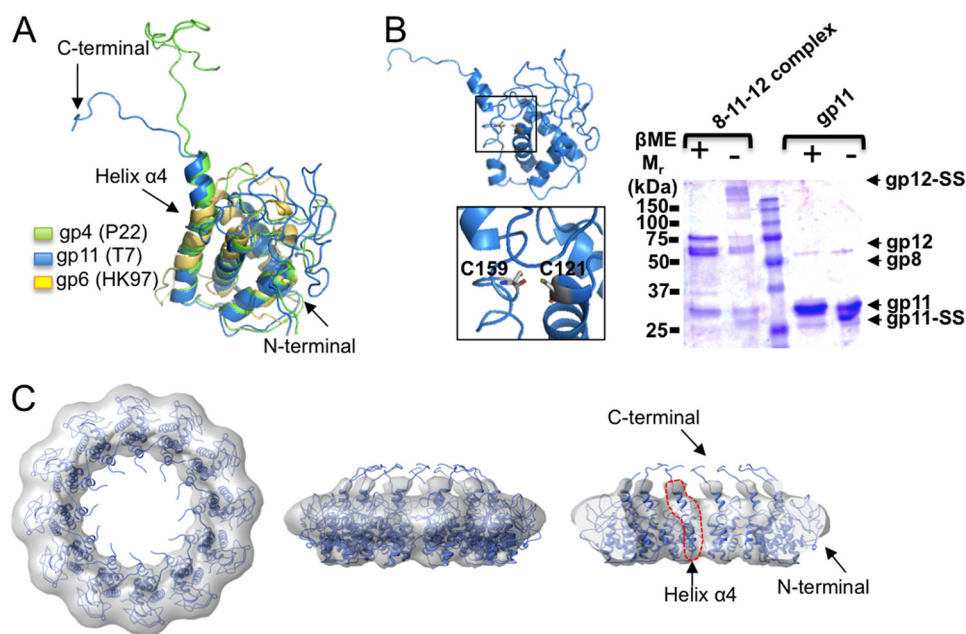 A
C-terminal
Helix α4
gp4 (P22)
gp11 (T7)
gp6 (HK97)
N-terminal
B
C159
C121
8-11-12 complex
gp11
βME
+
-
+
-
Mr
(kDa)
150
100
75
50
37
25
gp12-SS
gp12
gp8
gp11
gp11-SS
C
C-terminal
Helix α4
N-terminal